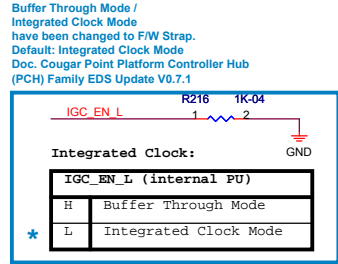 Buffer Through Mode /
Integrated Clock Mode
have been changed to F/W Strap.
Default: Integrated Clock Mode
Doc. Cougar Point Platform Controller Hub
(PCH) Family EDS Update V0.7.1
R216 1K-04
IGC_EN_L 1 2
GND
Integrated Clock:
IGC_EN_L (internal PU)
H Buffer Through Mode
* L Integrated Clock Mode